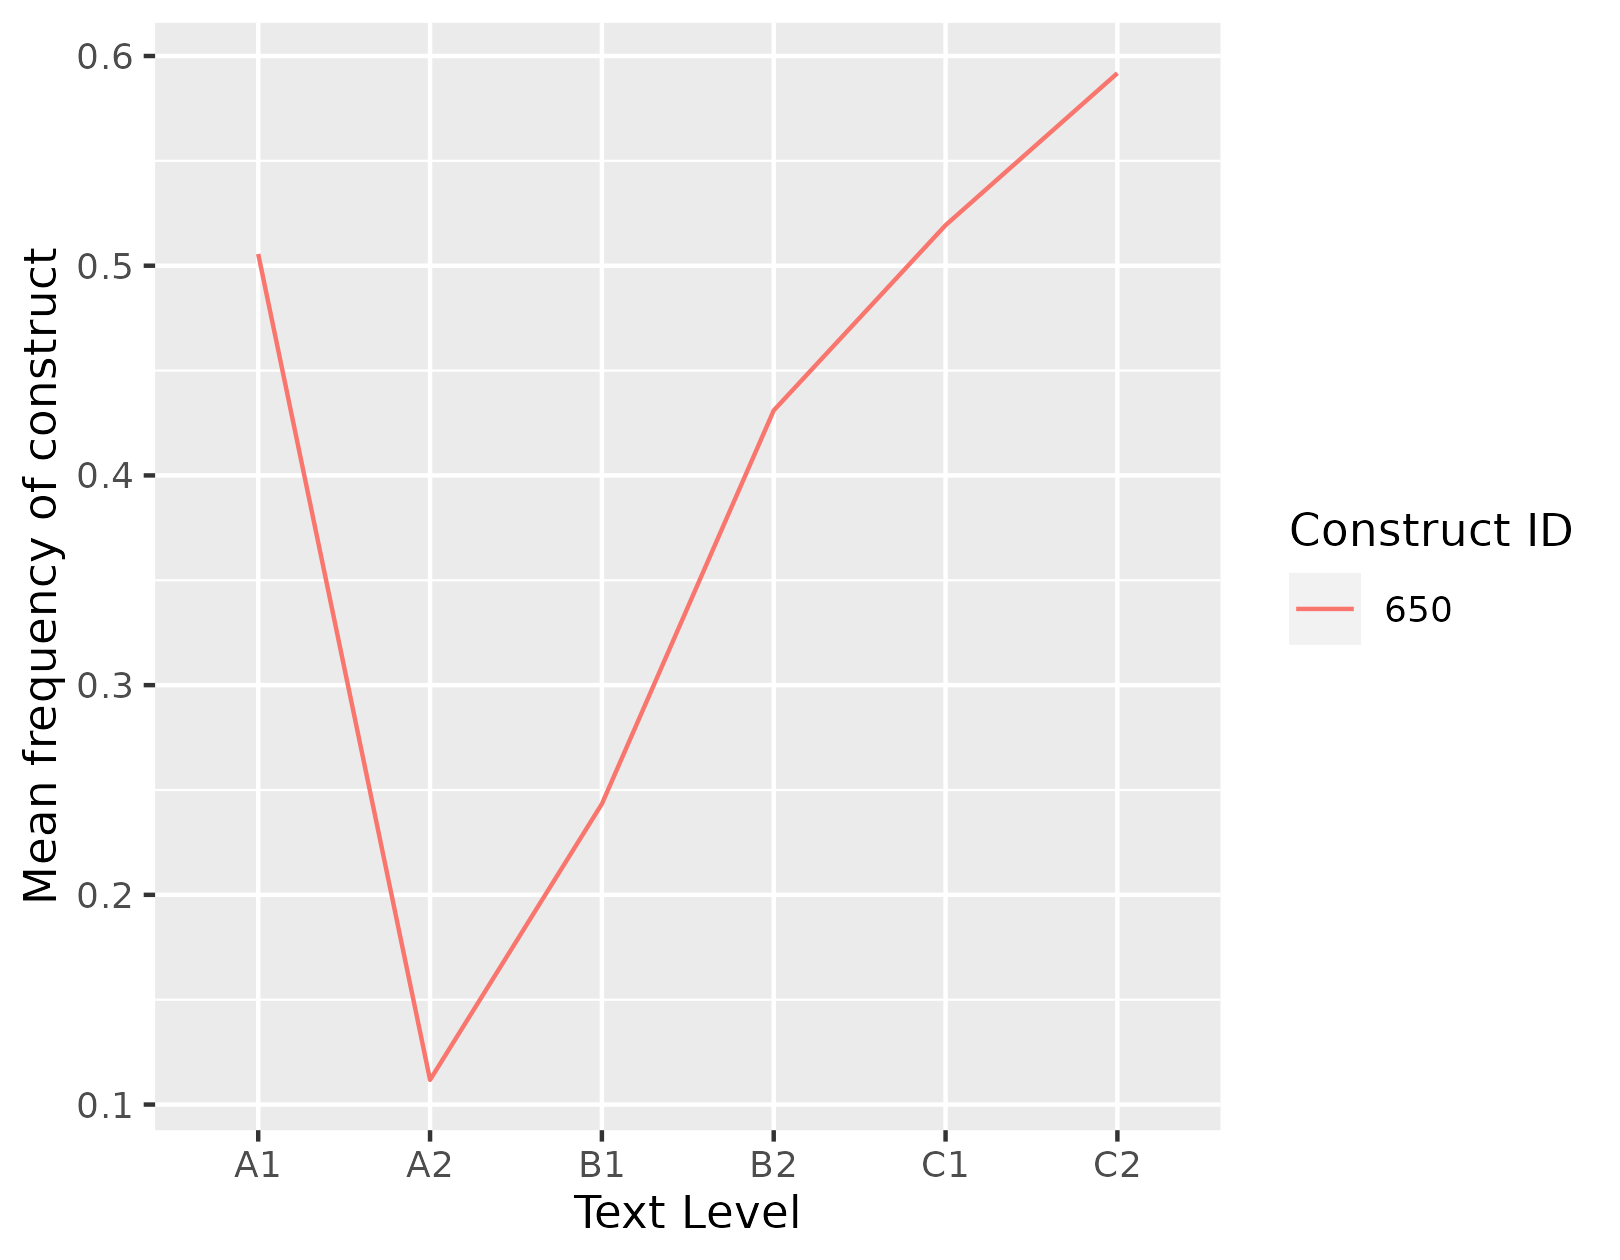 Mean frequency of construct
0.6
0.5
0.4
0.3
0.2
0.1
A1 A2 B1 B2 C1 C2
Text Level
Construct ID
650